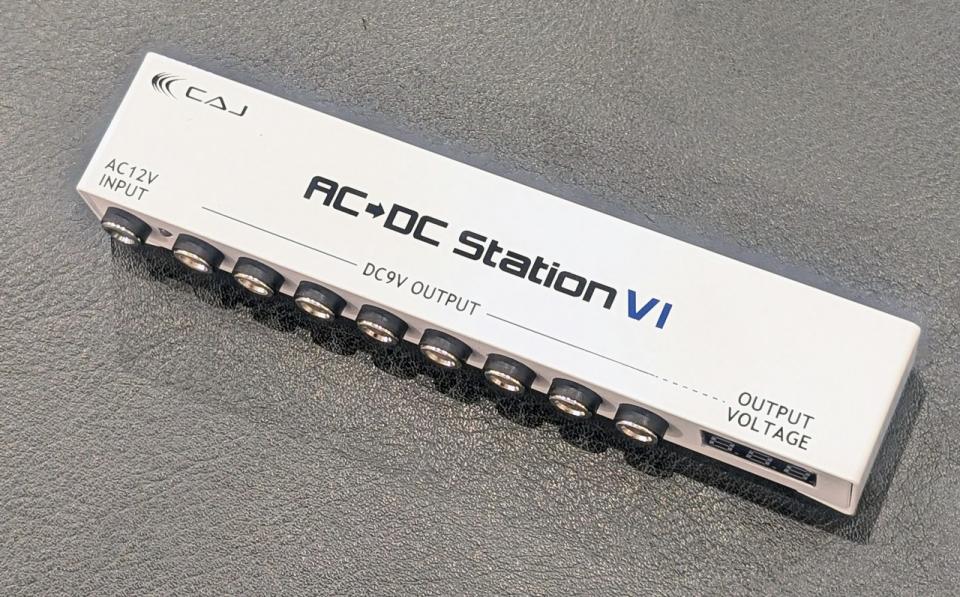 CAJ
AC12V
INPUT
AC➔DC Station VI
DC9V OUTPUT
OUTPUT
VOLTAGE